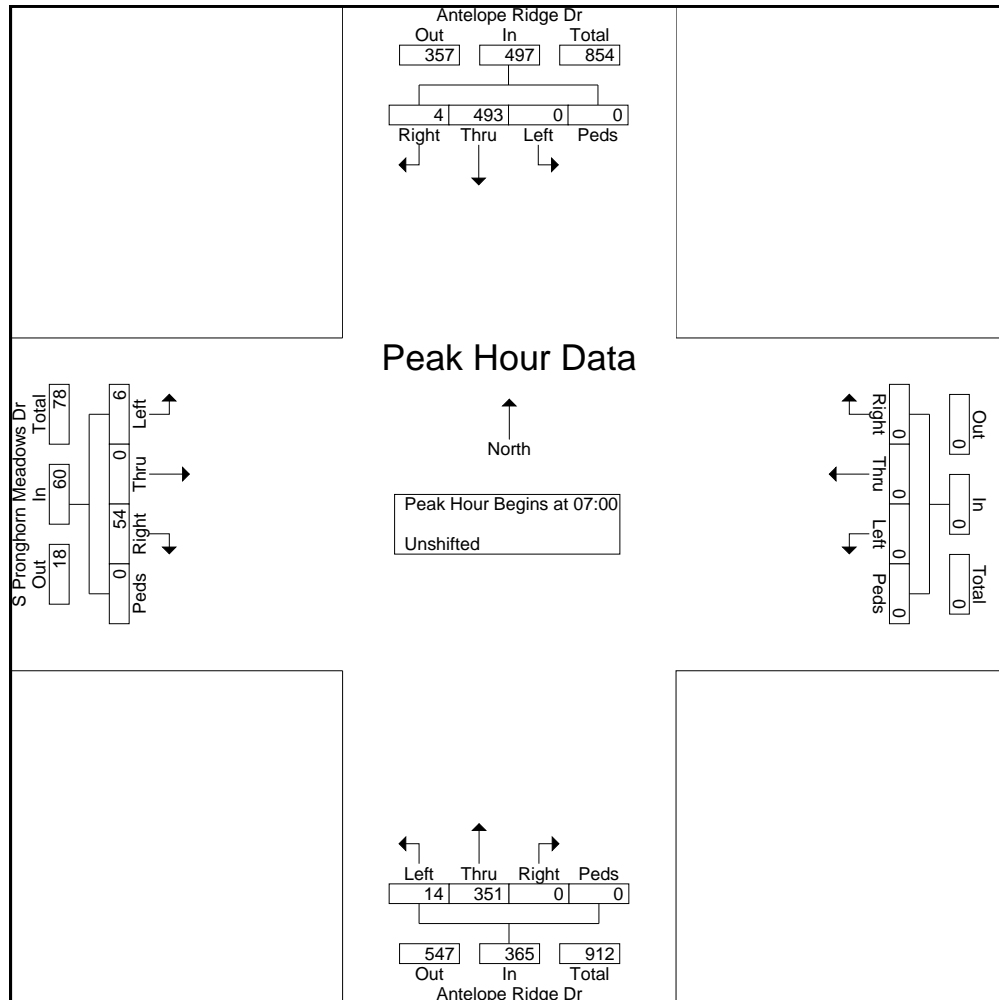 Antelope Ridge Dr
Out In Total
357 497 854
4 493 0 0
Right Thru Left Peds
Peak Hour Data
North
Peak Hour Begins at 07:00
Unshifted
S Pronghorn Meadows Dr
Total In Out
78 60 18
6 0 54 0
Left Thru Right Peds
Right Thru Left Peds
0 0 0 0
Out In Total
0 0 0
Left Thru Right Peds
14 351 0 0
547 365 912
Out In Total
Antelope Ridge Dr